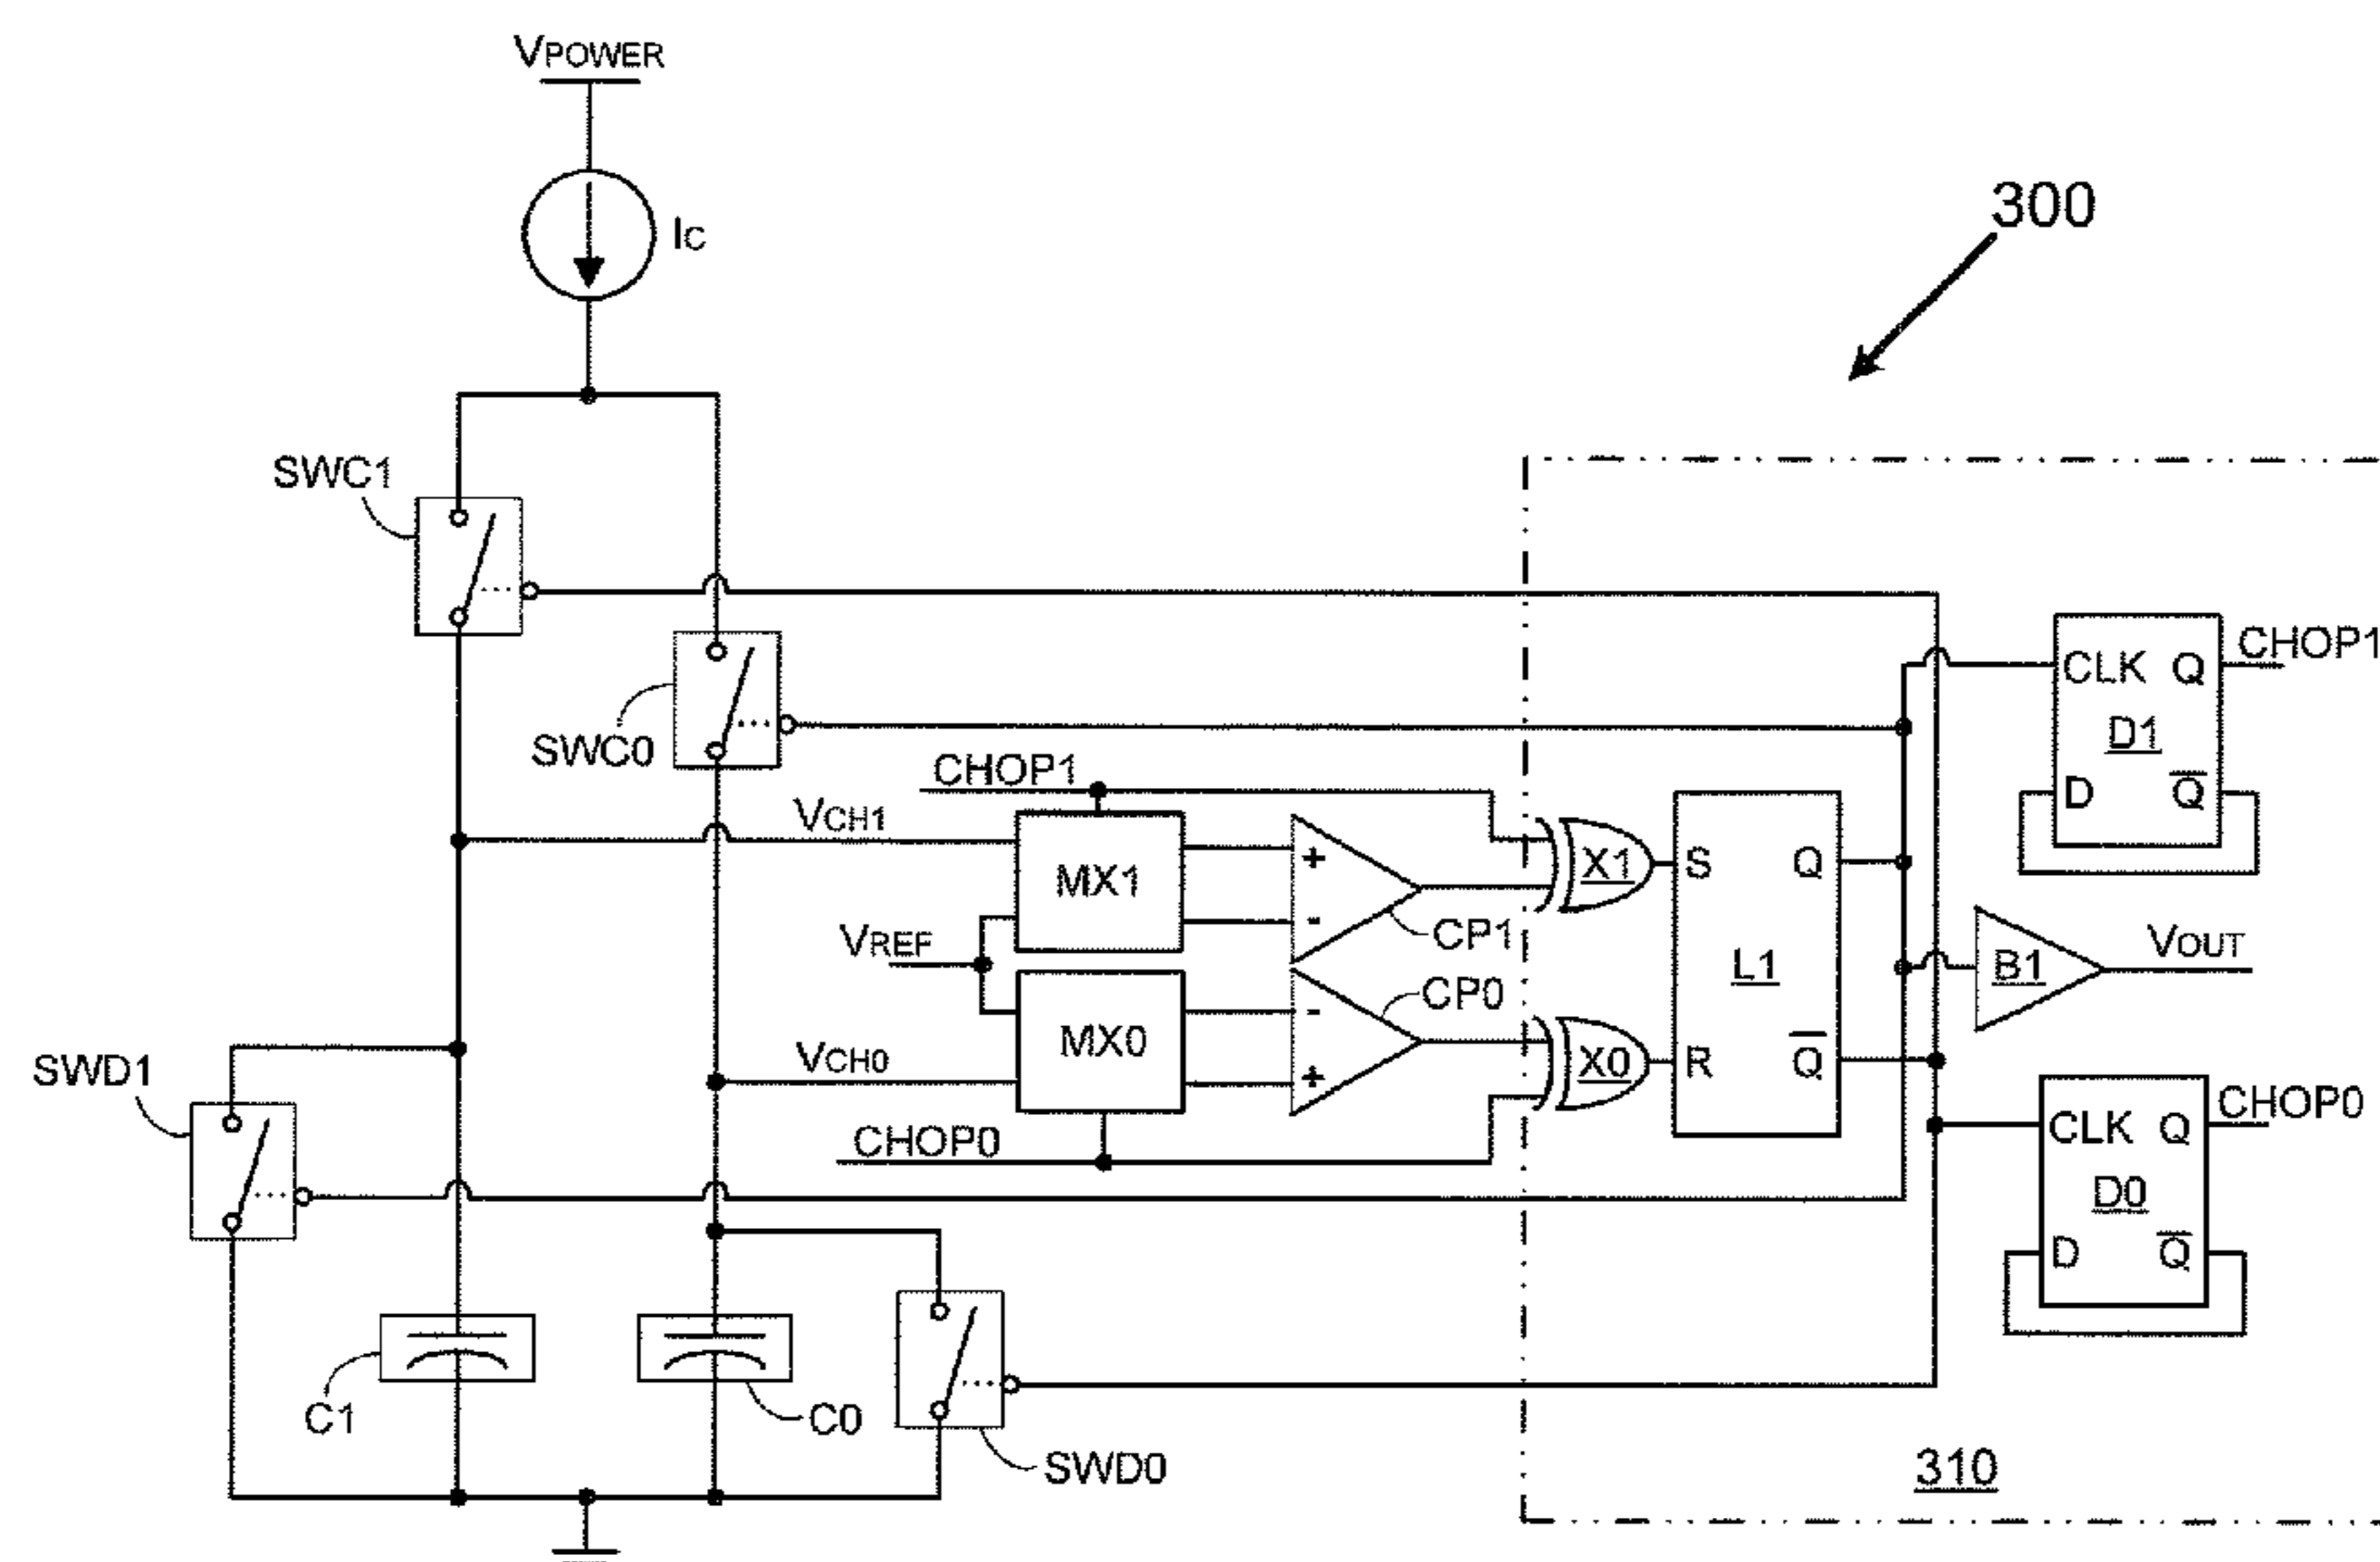 VPOWER
IC
300
SWC1
SWC0
CHOP1
CLK Q
D1
D Q
CHOP1
VCH1
MX1
+
-
CP1
X1
S Q
VREF
L1
B1
VOUT
MX0
-
+
CP0
X0
R Q
VCH0
CHOP0
SWD1
CLK Q
D0
D Q
CHOP0
C1
C0
SWD0
310